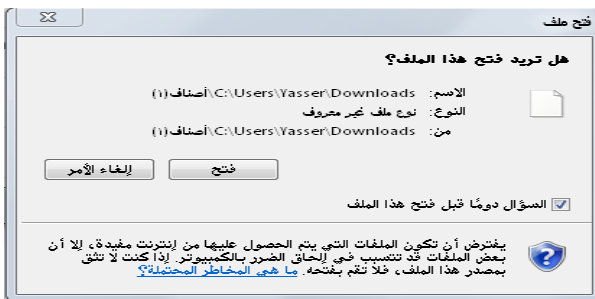 فتح ملف
هل تريد فتح هذا الملف؟
الاسم: C:\Users\Yasser\Downloads\أصناف(١)
النوع: نوع ملف غير معروف
من: C:\Users\Yasser\Downloads\أصناف(١)
فتح إلغاء الأمر
السؤال دومًا قبل فتح هذا الملف
يفترض أن تكون الملفات التي يتم الحصول عليها من إنترنت مفيدة، إلا أن
بعض الملفات قد تتسبب في إلحاق الضرر بالكمبيوتر. إذا كنت لا تثق
بمصدر هذا الملف، فلا تقم بفتحه. ما هي المخاطر المحتملة؟